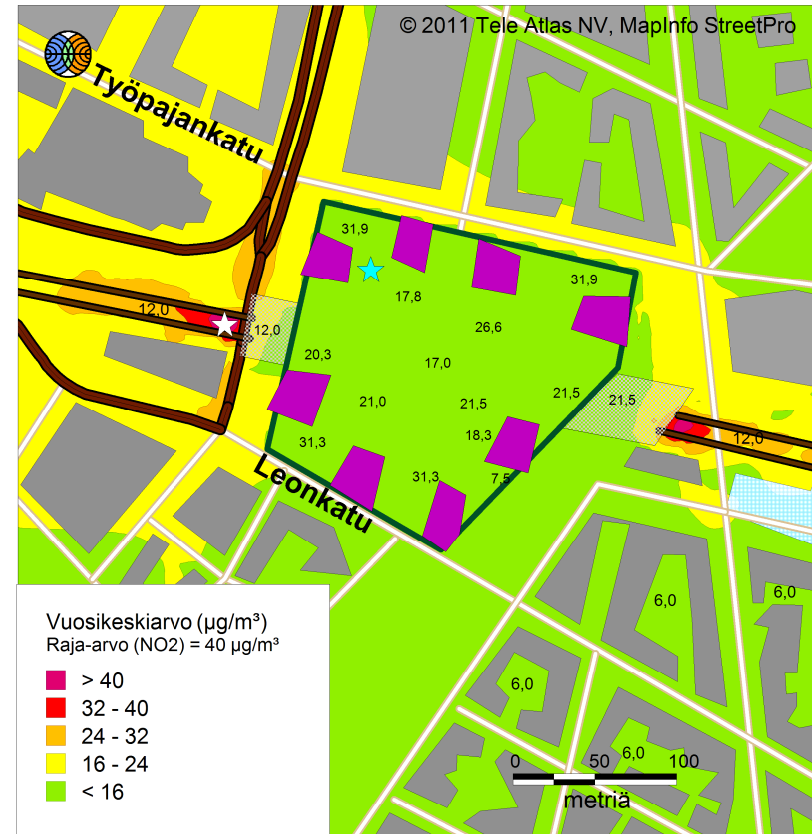 © 2011 Tele Atlas NV, MapInfo StreetPro
Työpajankatu
31,9
31,9
17,8
12,0
12,0
26,6
20,3
17,0
21,0
21,5
21,5
21,5
18,3
12,0
31,3
31,3
7,5
Leonkatu
6,0
6,0
6,0
6,0
Vuosikeskiarvo (µg/m³)
Raja-arvo (NO2) = 40 µg/m³
> 40
32 - 40
24 - 32
16 - 24
< 16
0 50 100
metriä